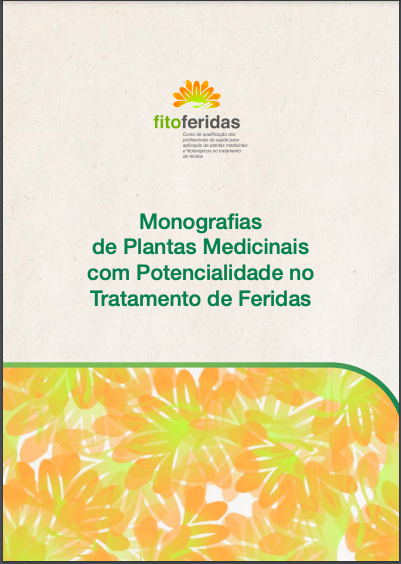 fitoferidas
Curso de qualificação dos
profissionais de saúde para
aplicação de plantas medicinais
e fitoterápicos no tratamento
de feridas
Monografias
de Plantas Medicinais
com Potencialidade no
Tratamento de Feridas